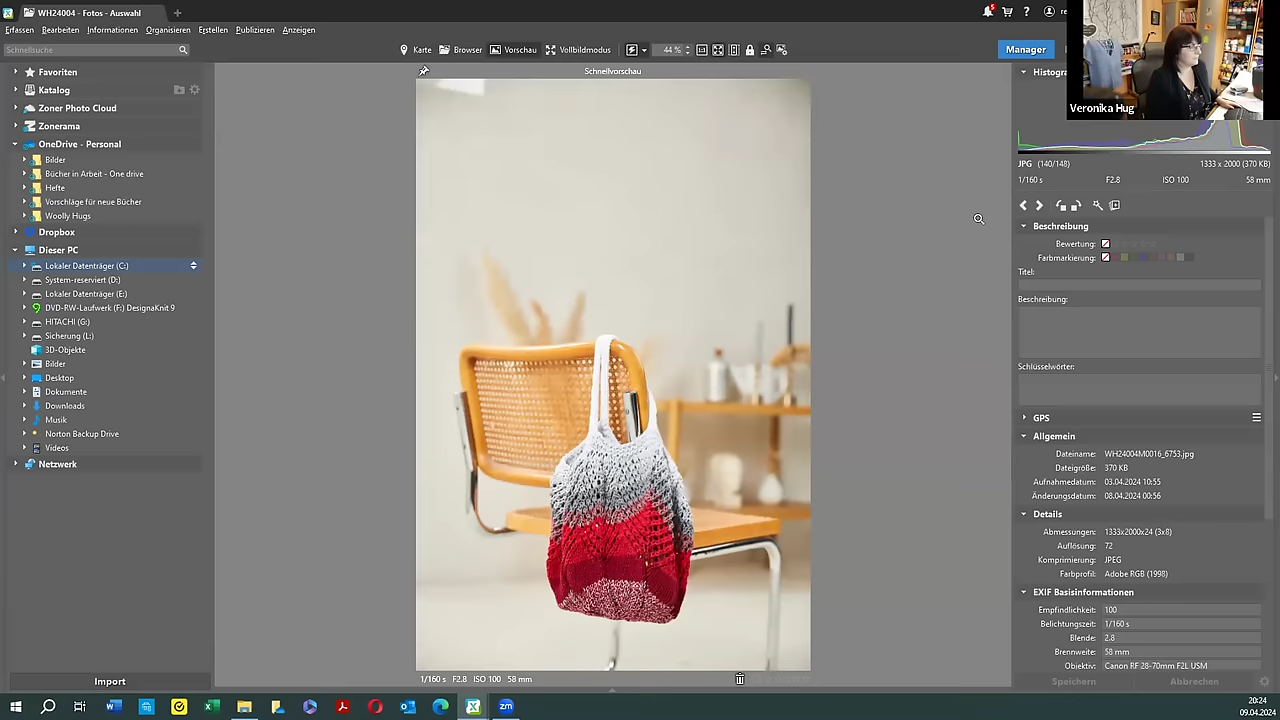 WH24004 - Fotos - Auswahl
Erfassen Bearbeiten Informationen Organisieren Erstellen Publizieren Anzeigen
Schnellsuche
Karte Browser Vorschau Vollbildmodus 44 % Manager
Veronika Hug
Schnellvorschau
Favoriten
Katalog
Zoner Photo Cloud
Zonerama
OneDrive - Personal
Bilder
Bücher in Arbeit - One drive
Hefte
Vorschläge für neue Bücher
Woolly Hugs
Dropbox
Dieser PC
Lokaler Datenträger (C:)
System-reserviert (D:)
Lokaler Datenträger (E:)
DVD-RW-Laufwerk (F:) DesignaKnit 9
HITACHI (G:)
Sicherung (L:)
3D-Objekte
Bilder
Desktop
Dokumente
Downloads
Musik
Norton Backup Drive
Videos
Netzwerk
Import
1/160 s F2.8 ISO 100 58 mm
JPG (140/148) 1333 x 2000 (370 KB)
1/160 s F2.8 ISO 100 58 mm
Beschreibung
Bewertung:
Farbmarkierung:
Titel:
Beschreibung:
Schlüsselwörter:
GPS
Allgemein
Dateiname: WH24004M0016_6753.jpg
Dateigröße: 370 KB
Aufnahmedatum: 03.04.2024 10:55
Änderungsdatum: 08.04.2024 00:56
Details
Abmessungen: 1333x2000x24 (3x8)
Auflösung: 72
Komprimierung: JPEG
Farbprofil: Adobe RGB (1998)
EXIF Basisinformationen
Empfindlichkeit: 100
Belichtungszeit: 1/160 s
Blende: 2.8
Brennweite: 58 mm
Objektiv: Canon RF 28-70mm F2L USM
Speichern Abbrechen
20:24
09.04.2024